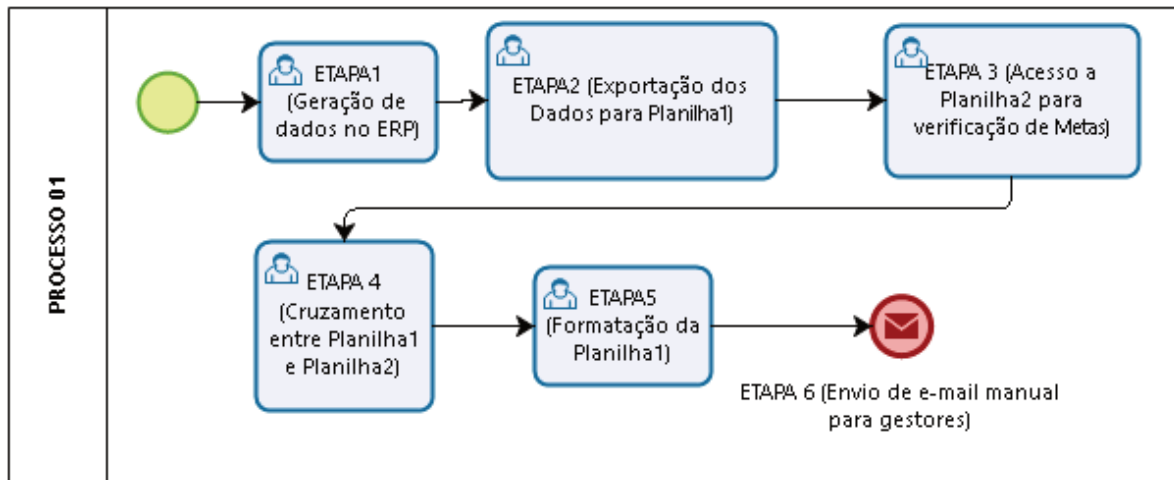 PROCESSO 01
ETAPA1
(Geração de
dados no ERP)
ETAPA2 (Exportação dos
Dados para Planilha1)
ETAPA 3 (Acesso a
Planilha2 para
verificação de Metas)
ETAPA 4
(Cruzamento
entre Planilha1
e Planilha2)
ETAPA5
(Formatação da
Planilha1)
ETAPA 6 (Envio de e-mail manual
para gestores)